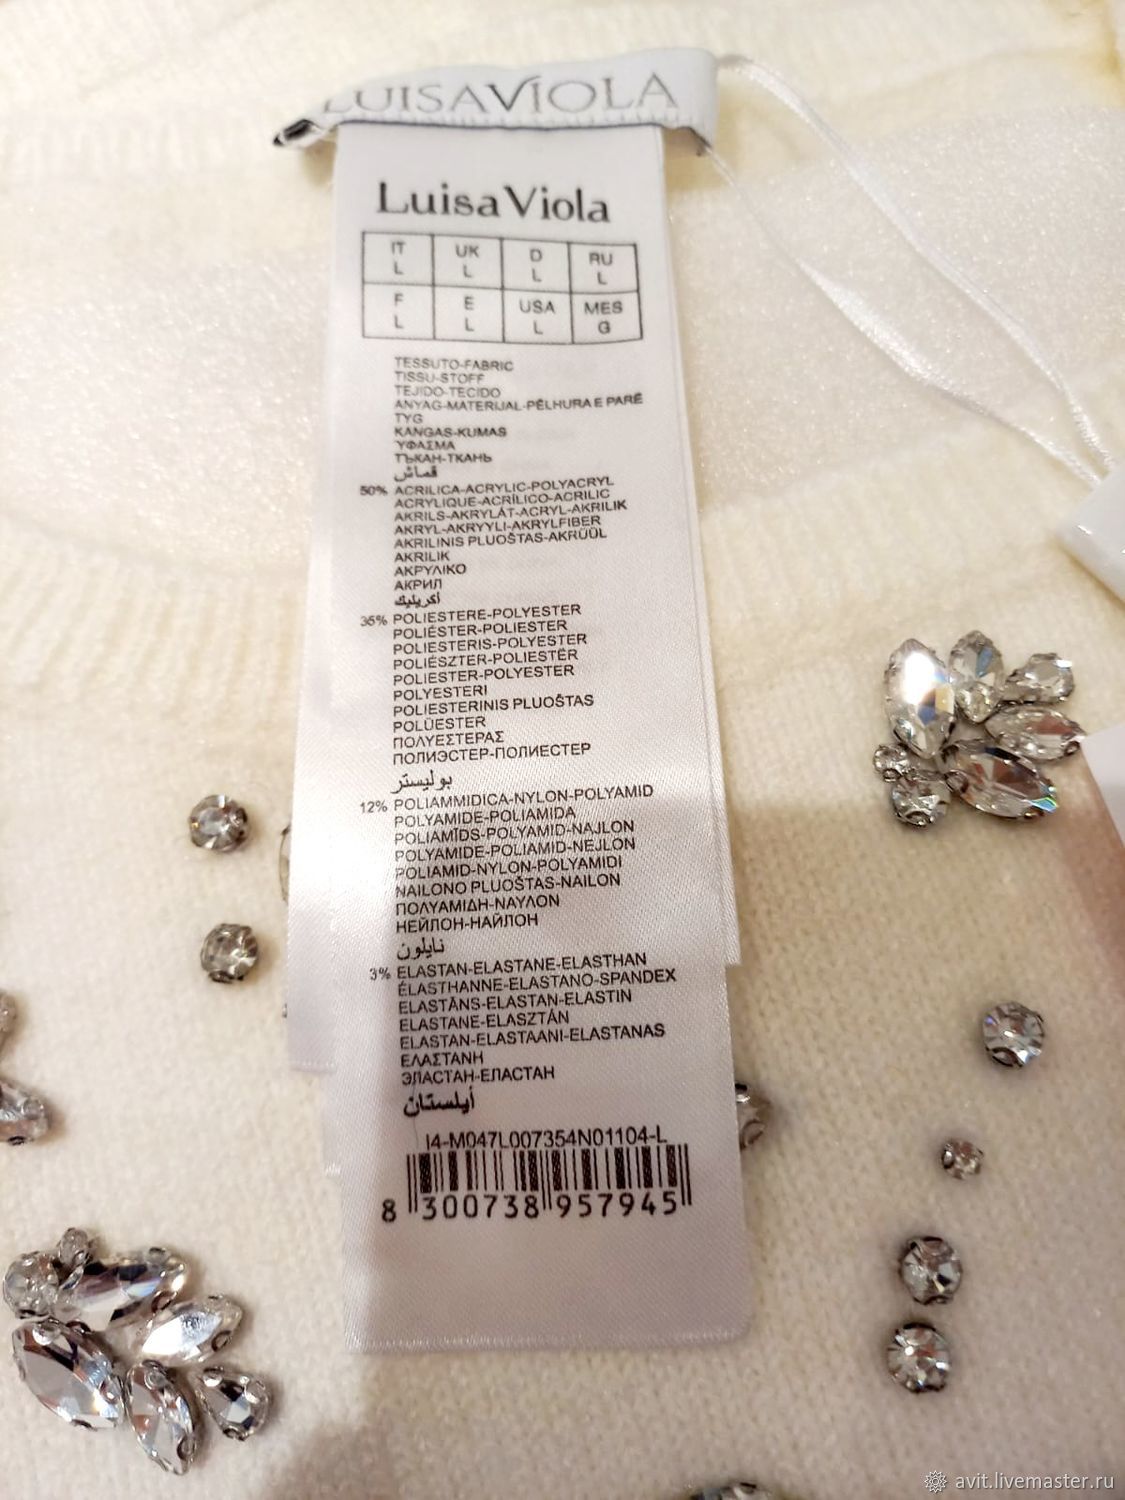 LUISAVIOLA
LuisaViola
IT UK D RU
L L L L
F E USA MES
L L L G
TESSUTO-FABRIC
TISSU-STOFF
TEJIDO-TECIDO
ANYAG-MATERIJAL-PËLHURA E PARË
TYG
KANGAS-KUMAS
ΥΦΑΣΜΑ
ТЪКАН-ТКАНЬ
قماش
50% ACRILICA-ACRYLIC-POLYACRYL
ACRYLIQUE-ACRÍLICO-ACRILIC
AKRILS-AKRYLÁT-ACRYL-AKRILIK
AKRYL-AKRYYLI-AKRYLFIBER
AKRILINIS PLUOŠTAS-AKRÜÜL
AKRILIK
ΑΚΡΥΛΙΚΟ
АКРИЛ
أكريليك
35% POLIESTERE-POLYESTER
POLIÉSTER-POLIESTER
POLIESTERIS-POLYESTER
POLIÉSZTER-POLIESTËR
POLIESTER-POLYESTER
POLYESTERI
POLIESTERINIS PLUOŠTAS
POLÜESTER
ΠΟΛΥΕΣΤΕΡΑΣ
ПОЛИЭСТЕР-ПОЛИЕСТЕР
بوليستر
12% POLIAMMIDICA-NYLON-POLYAMID
POLYAMIDE-POLIAMIDA
POLIAMĪDS-POLYAMID-NAJLON
POLYAMIDE-POLIAMID-NEJLON
POLIAMID-NYLON-POLYAMIDI
NAILONO PLUOŠTAS-NAILON
ΠΟΛΥΑΜΙΔΗ-ΝΑΥΛΟΝ
НЕЙЛОН-НАЙЛОН
نايلون
3% ELASTAN-ELASTANE-ELASTHAN
ÉLASTHANNE-ELASTANO-SPANDEX
ELASTĀNS-ELASTAN-ELASTIN
ELASTANE-ELASZTÁN
ELASTAN-ELASTAANI-ELASTANAS
ΕΛΑΣΤΑΝΗ
ЭЛАСТАН-ЕЛАСТАН
أيلستان
I4-M047L007354N01104-L
8 300738 957945
avit.livemaster.ru